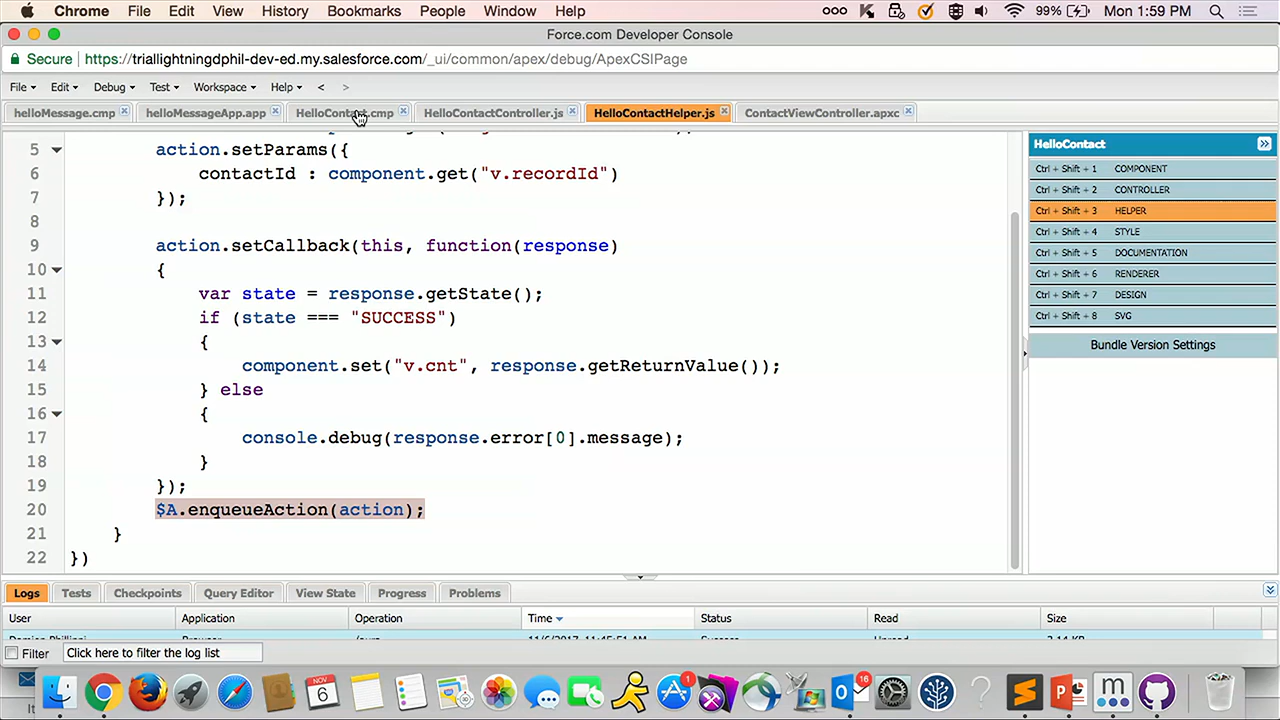 Chrome File Edit View History Bookmarks People Window Help 99% Mon 1:59 PM
Force.com Developer Console
Secure https://triallightningdphil-dev-ed.my.salesforce.com/_ui/common/apex/debug/ApexCSIPage
File Edit Debug Test Workspace Help < >
helloMessage.cmp helloMessageApp.app HelloContact.cmp HelloContactController.js HelloContactHelper.js ContactViewController.apxc
5 action.setParams({
6 contactId : component.get("v.recordId")
7 });
8
9 action.setCallback(this, function(response)
10 {
11 var state = response.getState();
12 if (state === "SUCCESS")
13 {
14 component.set("v.cnt", response.getReturnValue());
15 } else
16 {
17 console.debug(response.error[0].message);
18 }
19 });
20 $A.enqueueAction(action);
21 }
22 })
HelloContact
Ctrl + Shift + 1 COMPONENT
Ctrl + Shift + 2 CONTROLLER
Ctrl + Shift + 3 HELPER
Ctrl + Shift + 4 STYLE
Ctrl + Shift + 5 DOCUMENTATION
Ctrl + Shift + 6 RENDERER
Ctrl + Shift + 7 DESIGN
Ctrl + Shift + 8 SVG
Bundle Version Settings
Logs Tests Checkpoints Query Editor View State Progress Problems
User Application Operation Time Status Read Size
Filter Click here to filter the log list
NOV
6
1
16